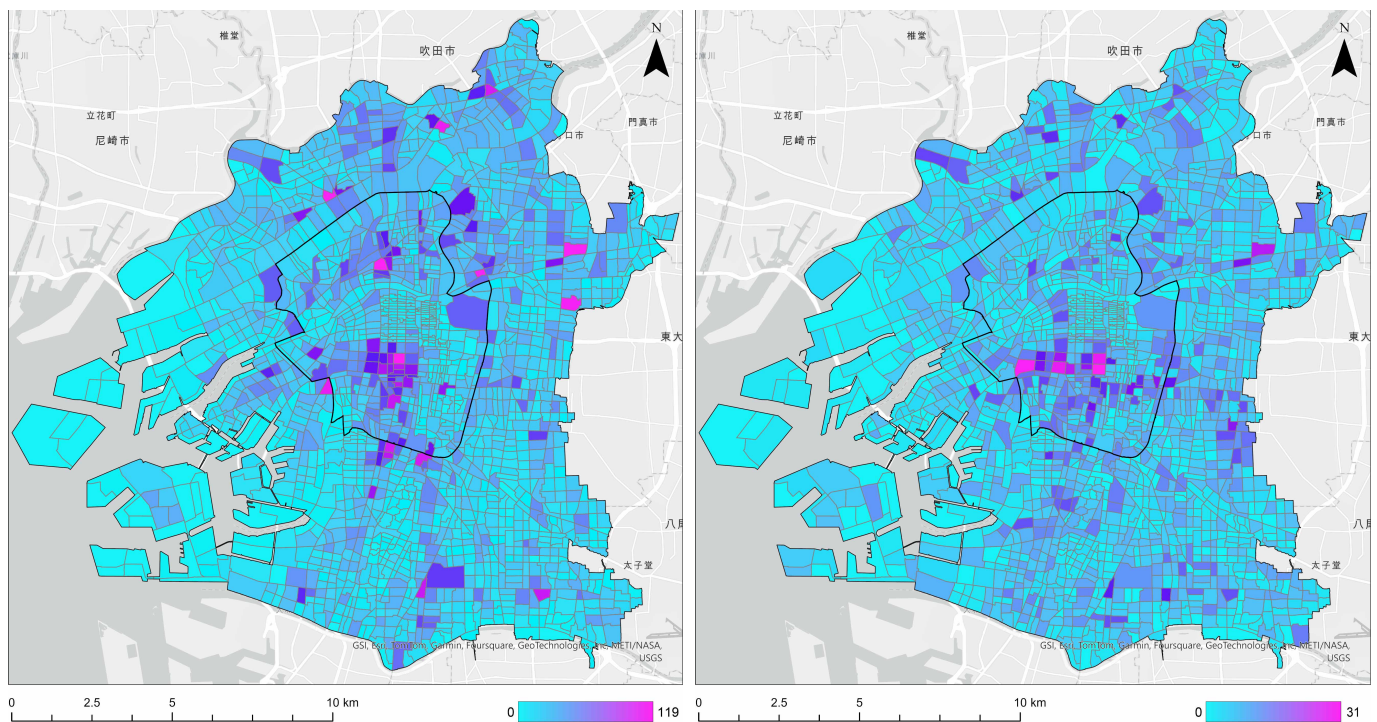 椎堂
吹田市
N
立花町
尼崎市
門真市
口市
東大
八尾
太子堂
GSI, Esri, TomTom, Garmin, Foursquare, GeoTechnologies, Inc, METI/NASA,
USGS
0 2.5 5 10 km
0 119
椎堂
吹田市
N
立花町
尼崎市
門真市
口市
東大
太子堂
GSI, Esri, TomTom, Garmin, Foursquare, GeoTechnologies, Inc, METI/NASA,
USGS
0 2.5 5 10 km
0 31